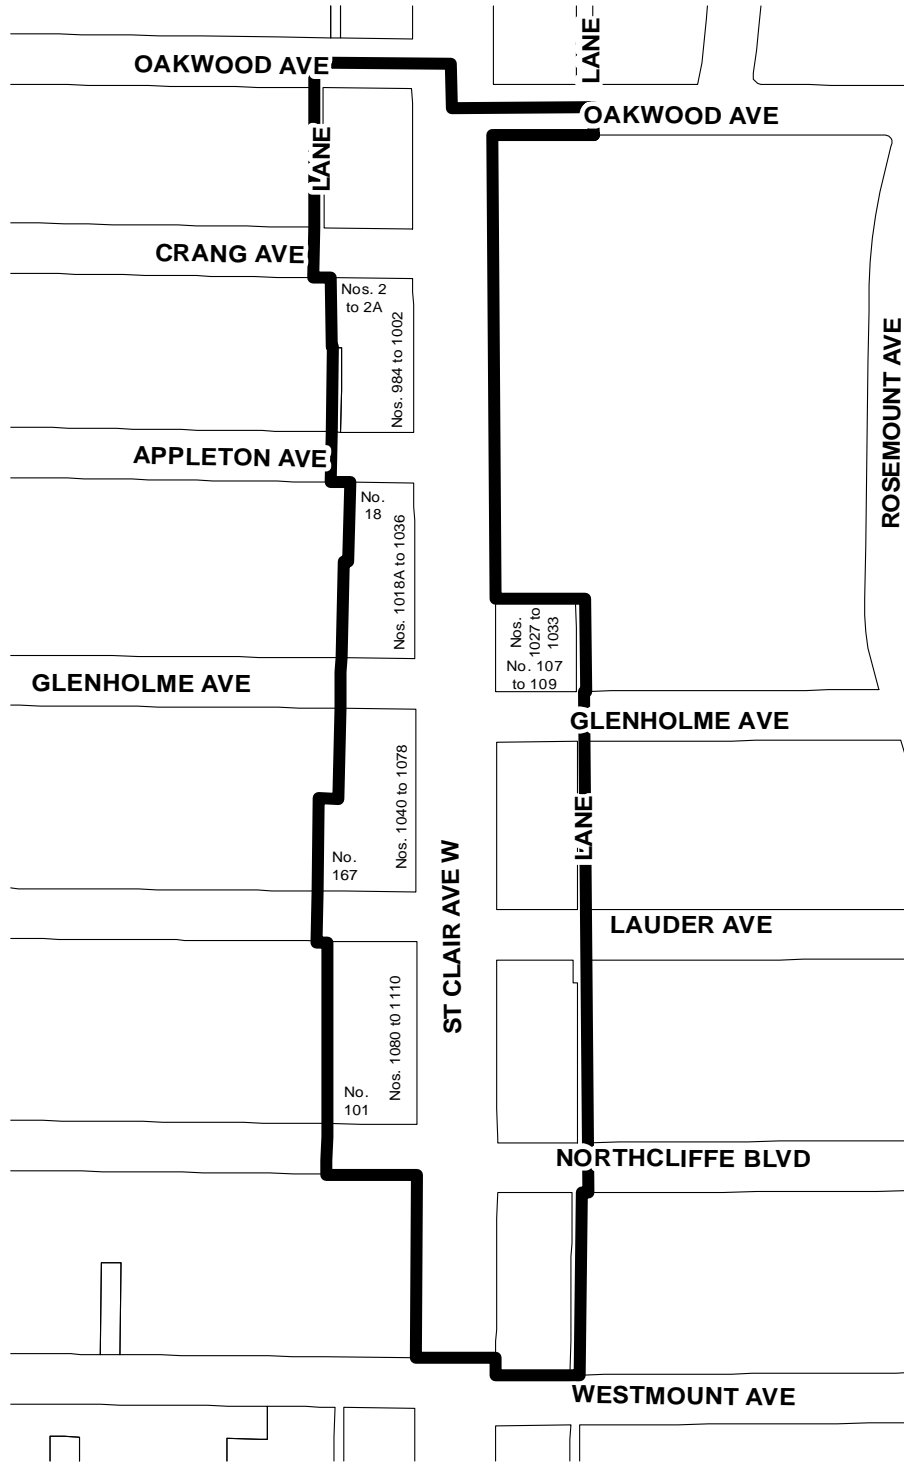 LANE
OAKWOOD AVE
OAKWOOD AVE
LANE
CRANG AVE
Nos. 2
to 2A
Nos. 984 to 1002
ROSEMOUNT AVE
APPLETON AVE
No.
18
Nos. 1018A to 1036
Nos.
1027 to
1033
No. 107
to 109
GLENHOLME AVE
GLENHOLME AVE
Nos. 1040 to 1078
LANE
No.
167
ST CLAIR AVE W
LAUDER AVE
Nos. 1080 t0 1110
No.
101
NORTHCLIFFE BLVD
WESTMOUNT AVE